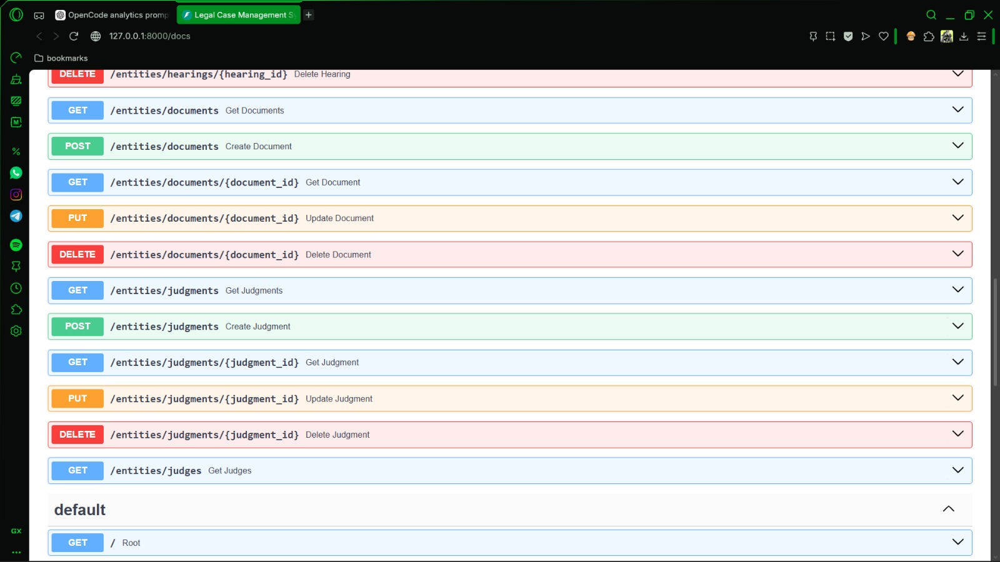 OpenCode analytics promp
Legal Case Management S
127.0.0.1:8000/docs
bookmarks
DELETE /entities/hearings/{hearing_id} Delete Hearing
GET /entities/documents Get Documents
POST /entities/documents Create Document
GET /entities/documents/{document_id} Get Document
PUT /entities/documents/{document_id} Update Document
DELETE /entities/documents/{document_id} Delete Document
GET /entities/judgments Get Judgments
POST /entities/judgments Create Judgment
GET /entities/judgments/{judgment_id} Get Judgment
PUT /entities/judgments/{judgment_id} Update Judgment
DELETE /entities/judgments/{judgment_id} Delete Judgment
GET /entities/judges Get Judges
default
GET / Root
M
GX